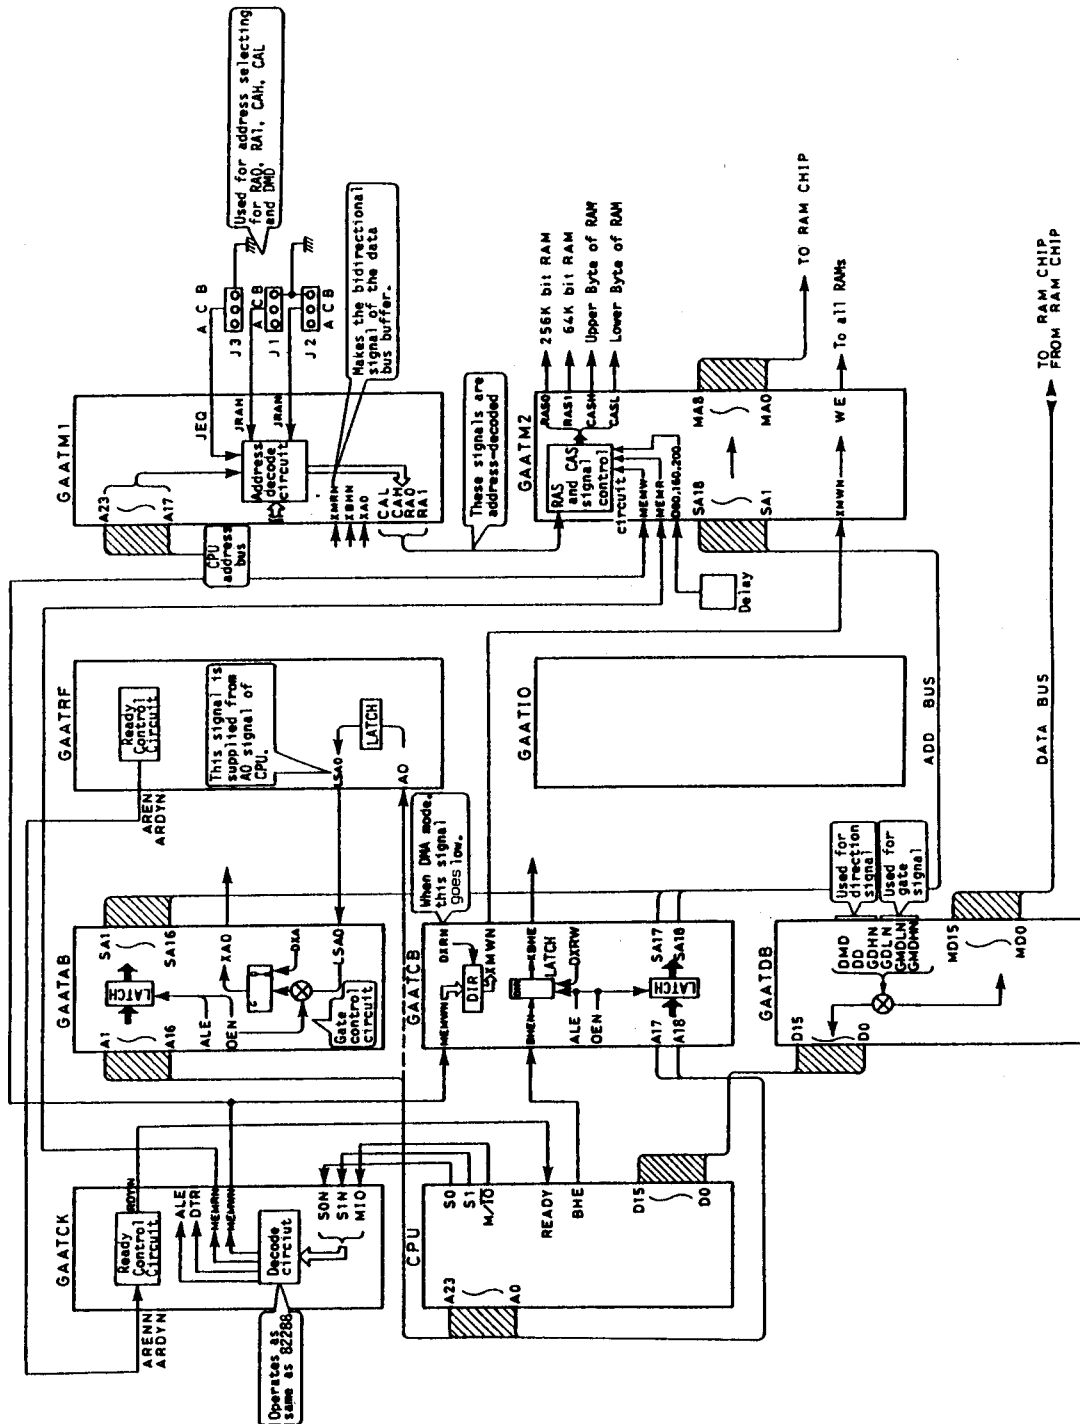 GAATCK
ARENN
ARDYN
Ready
Control
Circuit
RDYN
ALE
DTR
MEMRN
MEMWN
Decode
circiut
S0N
S1N
MIO
Operates as
same as 82288
CPU
A23
A0
S0
S1
M/IO
READY
BHE
D15
D0
GAATAB
A1
A16
LATCH
SA1
SA16
ALE
OEN
XA0
DXA
LSA0
Gate
control
circuit
GAATCB
MEMWN
DXRN
DIR
XMWN
BHEN
XBHE
LATCH
ALE
OEN
DXRW
A17
A18
LATCH
SA17
SA18
When DMA mode,
this signal
goes low.
GAATDB
D15
D0
DMD
DD
GDHN
GDLN
GMDLN
GMDHN
MD15
MD0
Used for
direction
signal
Used for
gate
signal
GAATRF
AREN
ARDYN
Ready
Control
Circuit
This signal is
supplied from
A0 signal of
CPU.
LSA0
LATCH
A0
GAATIO
ADD BUS
DATA BUS
TO RAM CHIP
FROM RAM CHIP
GAATM1
A23
A17
CPU
address
bus
Address
decode
circuit
JEQ
JRAH
JRAN
XMRN
XBHN
XA0
CAL
CAH
RA0
RA1
J3
A C B
J1
A C B
J2
A C B
Used for address selecting
for RA0, RA1, CAH, CAL
and DMD
Makes the bidirectional
signal of the data
bus buffer.
These signals are
address-decoded
GAATM2
RAS and CAS
signal
control
circuit
MEMW
MEMR
D80,160,200
Delay
RAS0
256K bit RAM
RAS1
64K bit RAM
CASH
Upper Byte of RAM
CASL
Lower Byte of RAM
SA18
SA1
MA8
MA0
TO RAM CHIP
XMWN
WE
To all RAMs